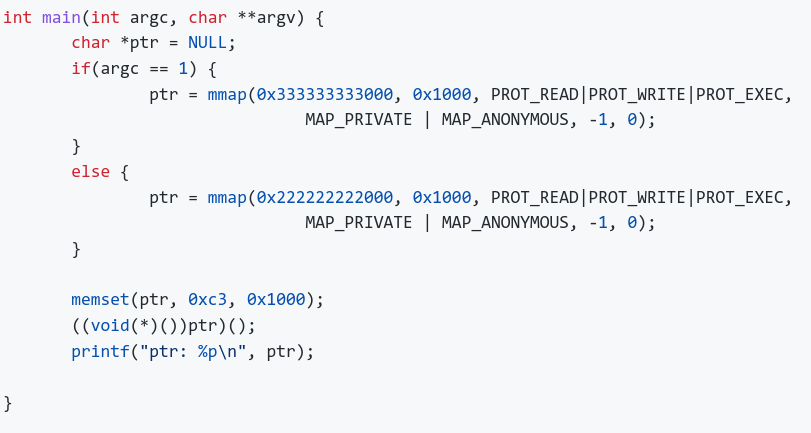 int main(int argc, char **argv) {
char *ptr = NULL;
if(argc == 1) {
ptr = mmap(0x333333333000, 0x1000, PROT_READ|PROT_WRITE|PROT_EXEC,
MAP_PRIVATE | MAP_ANONYMOUS, -1, 0);
}
else {
ptr = mmap(0x222222222000, 0x1000, PROT_READ|PROT_WRITE|PROT_EXEC,
MAP_PRIVATE | MAP_ANONYMOUS, -1, 0);
}
memset(ptr, 0xc3, 0x1000);
((void(*)())ptr)();
printf("ptr: %p\n", ptr);
}